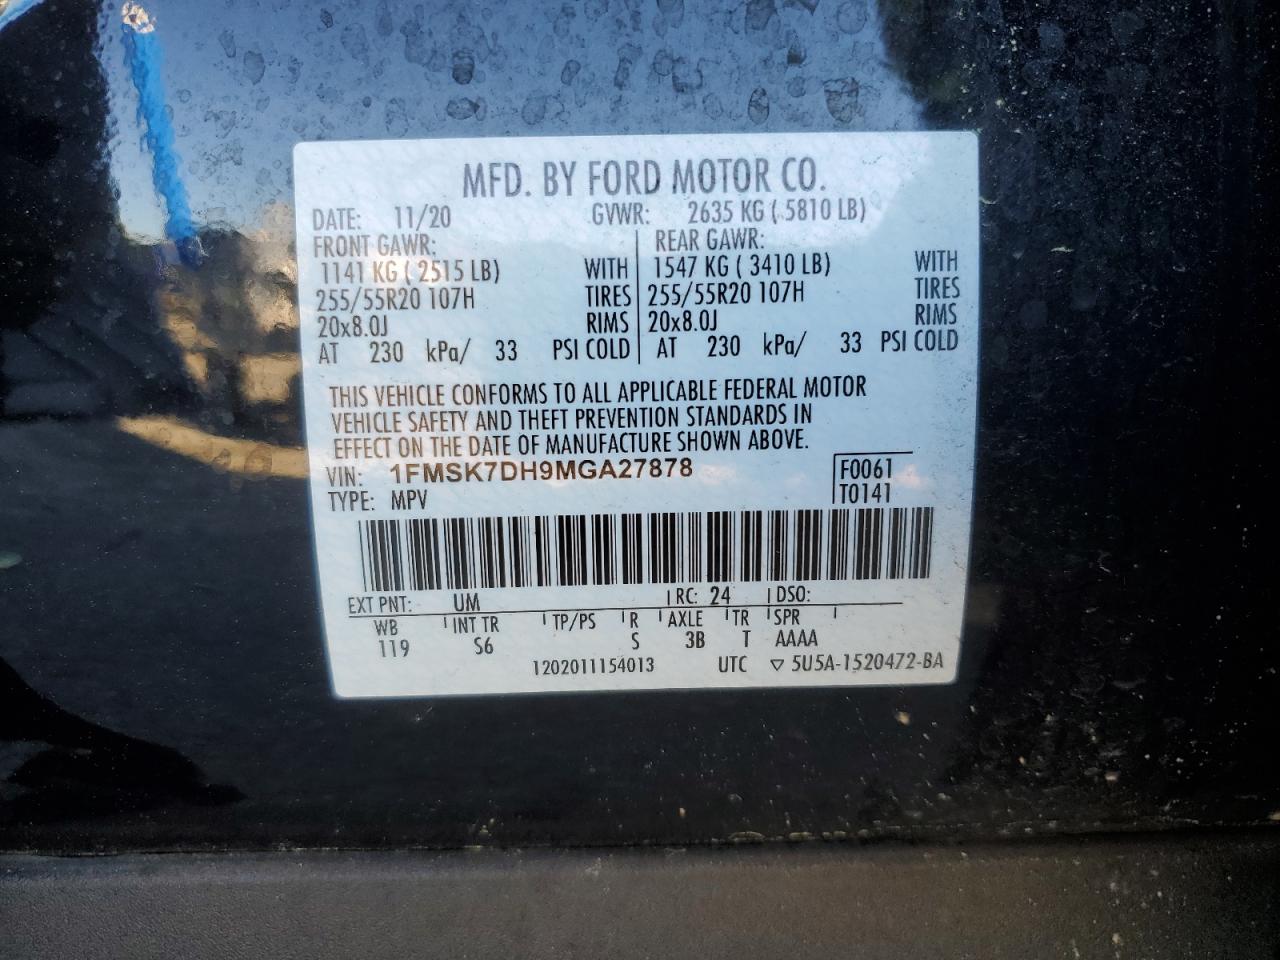 MFD. BY FORD MOTOR CO.
DATE: 11/20 GVWR: 2635 KG ( 5810 LB)
FRONT GAWR: REAR GAWR:
1141 KG ( 2515 LB) WITH 1547 KG ( 3410 LB) WITH
255/55R20 107H TIRES 255/55R20 107H TIRES
20x8.0J RIMS 20x8.0J RIMS
AT 230 kPa/ 33 PSI COLD AT 230 kPa/ 33 PSI COLD
THIS VEHICLE CONFORMS TO ALL APPLICABLE FEDERAL MOTOR
VEHICLE SAFETY AND THEFT PREVENTION STANDARDS IN
EFFECT ON THE DATE OF MANUFACTURE SHOWN ABOVE.
VIN: 1FMSK7DH9MGA27878 F0061
TYPE: MPV T0141
EXT PNT: UM RC: 24 DSO:
WB INT TR TP/PS R AXLE TR SPR
119 S6 S 3B T AAAA
1202011154013 UTC ▽ 5U5A-1520472-BA